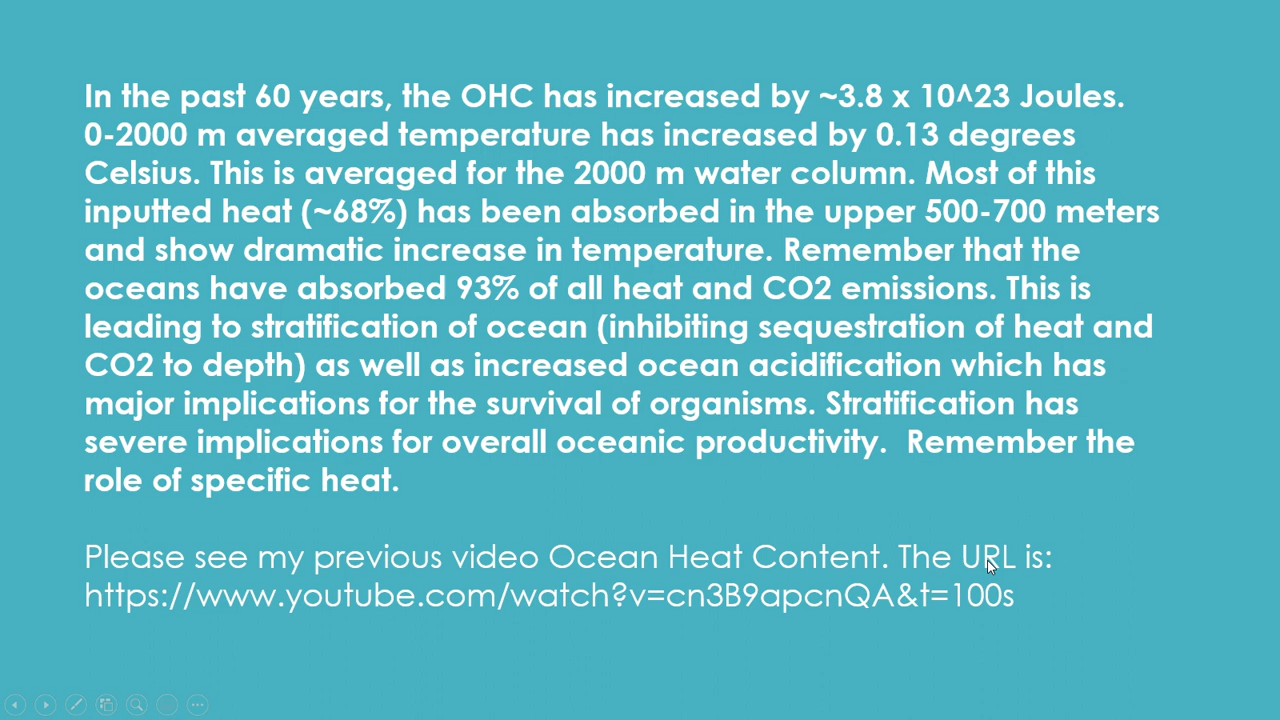 In the past 60 years, the OHC has increased by ~3.8 x 10^23 Joules.
0-2000 m averaged temperature has increased by 0.13 degrees
Celsius. This is averaged for the 2000 m water column. Most of this
inputted heat (~68%) has been absorbed in the upper 500-700 meters
and show dramatic increase in temperature. Remember that the
oceans have absorbed 93% of all heat and CO2 emissions. This is
leading to stratification of ocean (inhibiting sequestration of heat and
CO2 to depth) as well as increased ocean acidification which has
major implications for the survival of organisms. Stratification has
severe implications for overall oceanic productivity.  Remember the
role of specific heat.
Please see my previous video Ocean Heat Content. The URL is:
https://www.youtube.com/watch?v=cn3B9apcnQA&t=100s